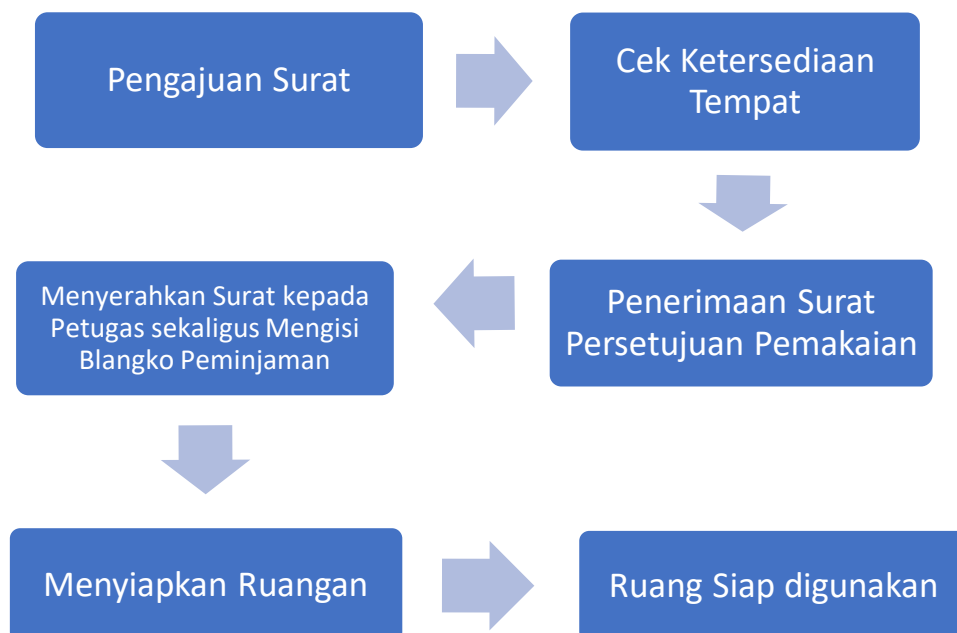 Pengajuan Surat
Cek Ketersediaan
Tempat
Penerimaan Surat
Persetujuan Pemakaian
Menyerahkan Surat kepada
Petugas sekaligus Mengisi
Blangko Peminjaman
Menyiapkan Ruangan
Ruang Siap digunakan